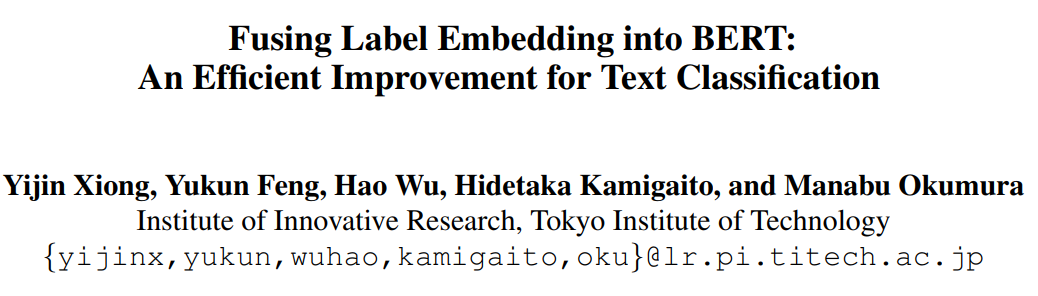 Fusing Label Embedding into BERT:
An Efficient Improvement for Text Classification
Yijin Xiong, Yukun Feng, Hao Wu, Hidetaka Kamigaito, and Manabu Okumura
Institute of Innovative Research, Tokyo Institute of Technology
{yijinx,yukun,wuhao,kamigaito,oku}@lr.pi.titech.ac.jp